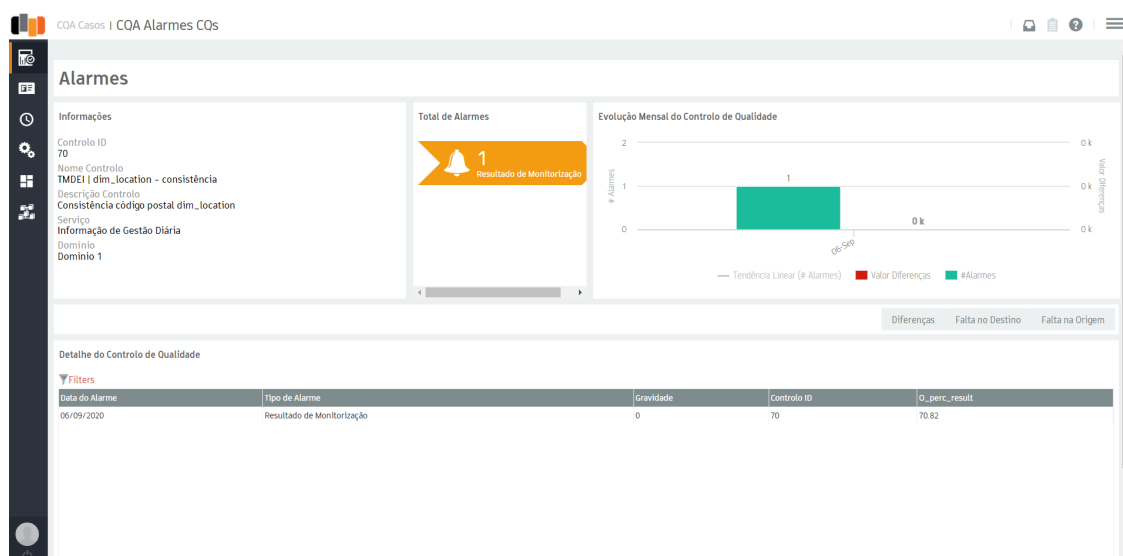 CQA Casos | CQA Alarmes CQs
Alarmes
Informações
Controlo ID
70
Nome Controlo
TMDEI | dim_location – consistência
Descrição Controlo
Consistência código postal dim_location
Serviço
Informação de Gestão Diária
Domínio
Domínio 1
Total de Alarmes
1
Resultado de Monitorização
Evolução Mensal do Controlo de Qualidade
2
1
0
# Alarmes
1
0 k
06-Sep
0 k
0 k
0 k
Valor Diferenças
Tendência Linear (# Alarmes) Valor Diferenças #Alarmes
Diferenças Falta no Destino Falta na Origem
Detalhe do Controlo de Qualidade
Filters
Data do Alarme Tipo de Alarme Gravidade Controlo ID O_perc_result
06/09/2020 Resultado de Monitorização 0 70 70.82